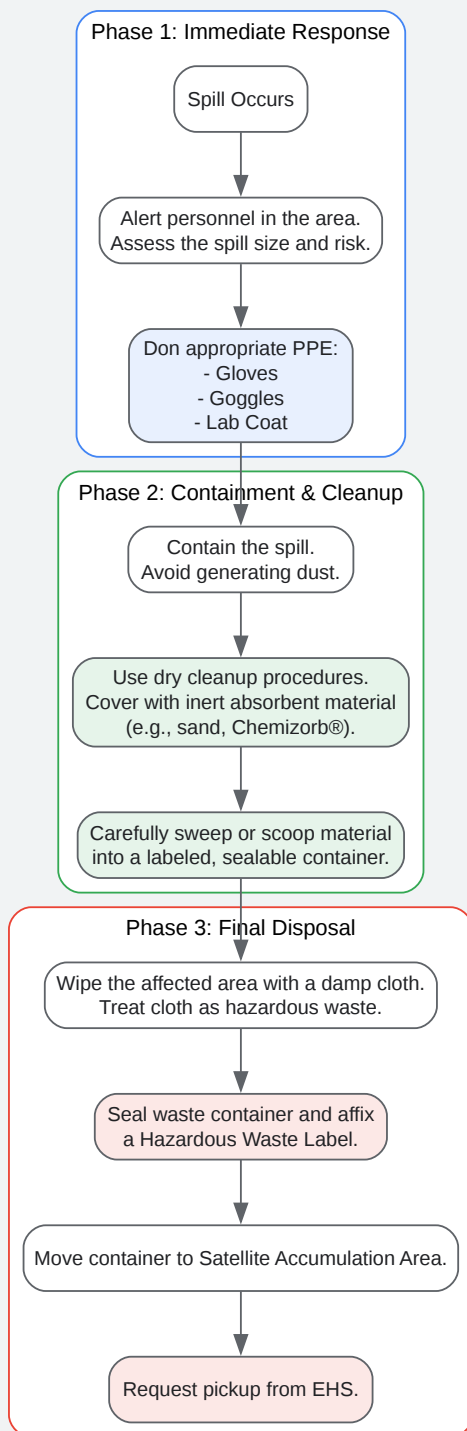 Phase 1: Immediate Response
Spill Occurs
Alert personnel in the area.
Assess the spill size and risk.
Don appropriate PPE:
- Gloves
- Goggles
- Lab Coat
Phase 2: Containment & Cleanup
Contain the spill.
Avoid generating dust.
Use dry cleanup procedures.
Cover with inert absorbent material
(e.g., sand, Chemizorb®).
Carefully sweep or scoop material
into a labeled, sealable container.
Phase 3: Final Disposal
Wipe the affected area with a damp cloth.
Treat cloth as hazardous waste.
Seal waste container and affix
a Hazardous Waste Label.
Move container to Satellite Accumulation Area.
Request pickup from EHS.